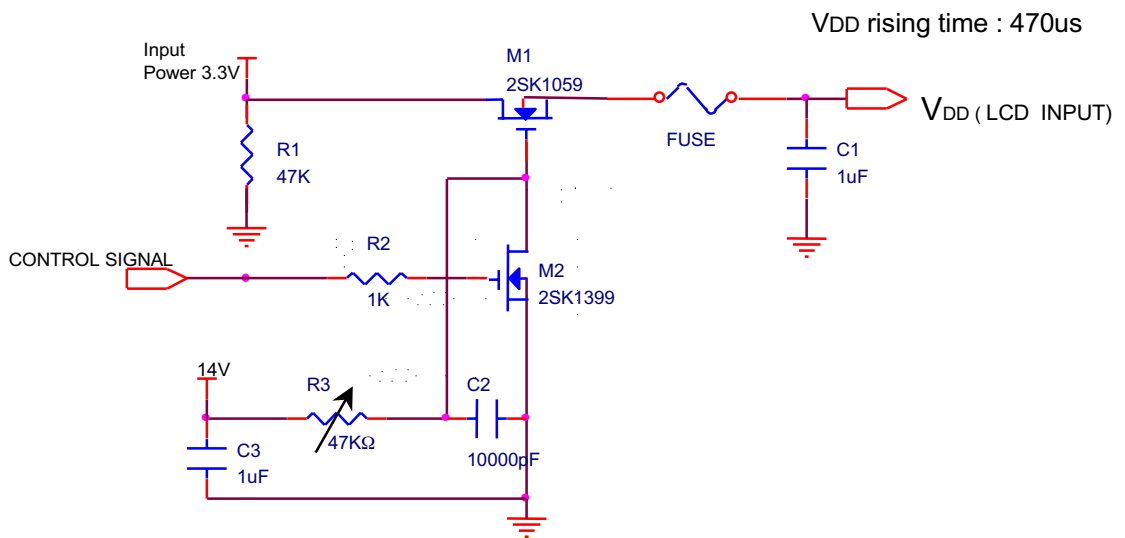 VDD rising time : 470us
Input
Power 3.3V
M1
2SK1059
FUSE
VDD ( LCD INPUT)
R1
47K
C1
1uF
CONTROL SIGNAL
R2
1K
M2
2SK1399
14V
R3
47KΩ
C2
10000pF
C3
1uF